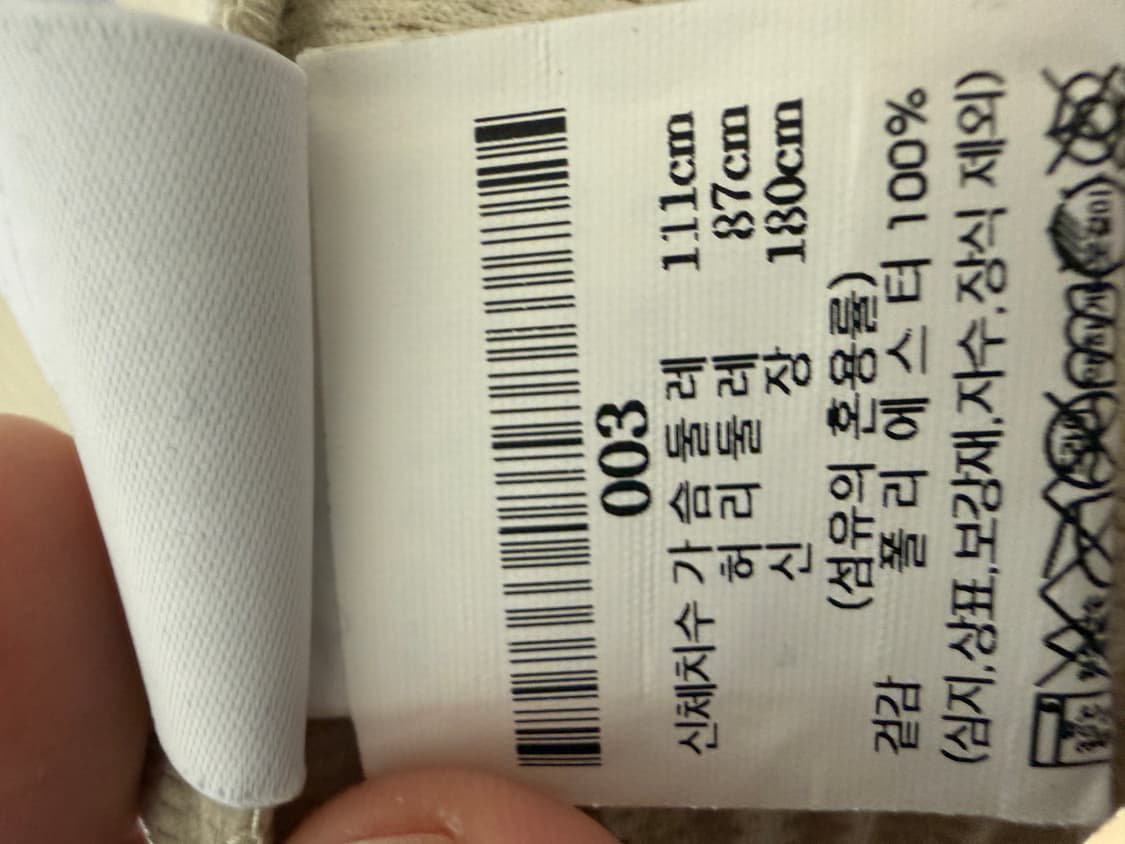 003
신체치수 가슴둘레 111cm
허리둘레 87cm
신장 180cm
(섬유의 혼용률)
겉감 폴리에스터 100%
(심지,상표,보강재,자수,장식 제외)